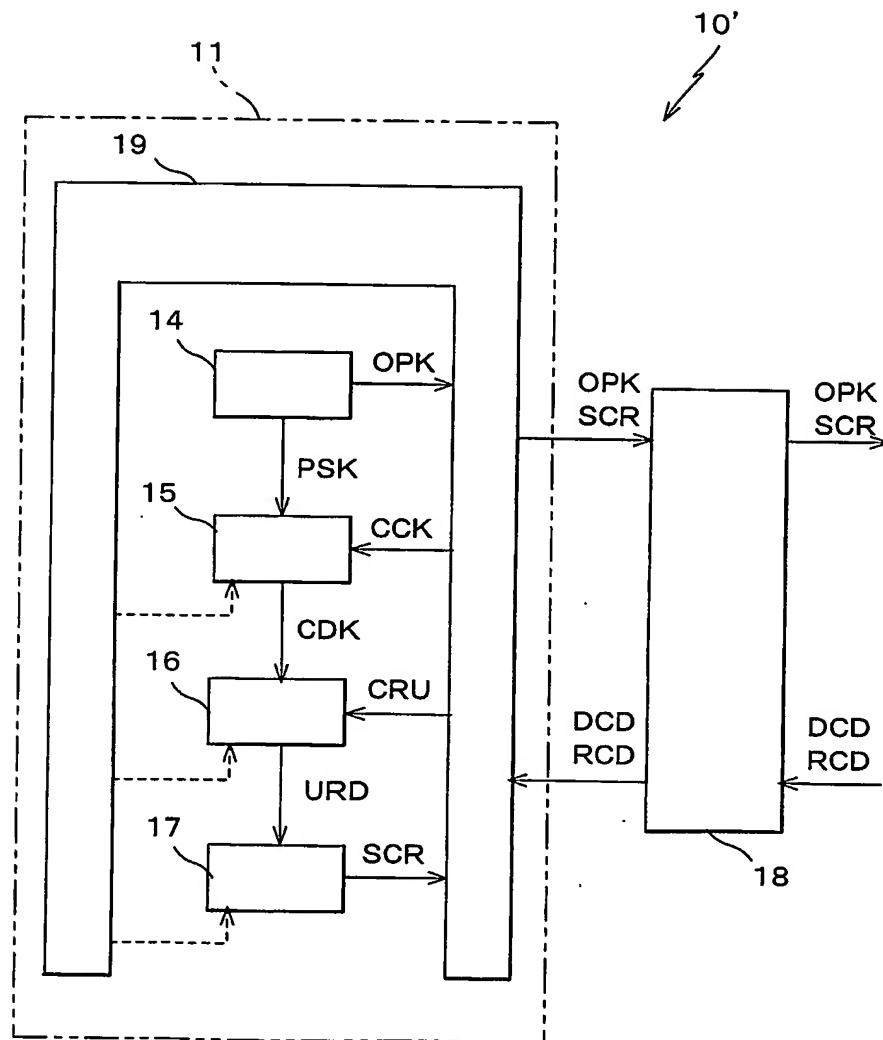 10'
11
19
14
OPK
OPK
SCR
OPK
SCR
PSK
15
CCK
CDK
16
CRU
DCD
RCD
DCD
RCD
URD
17
SCR
18